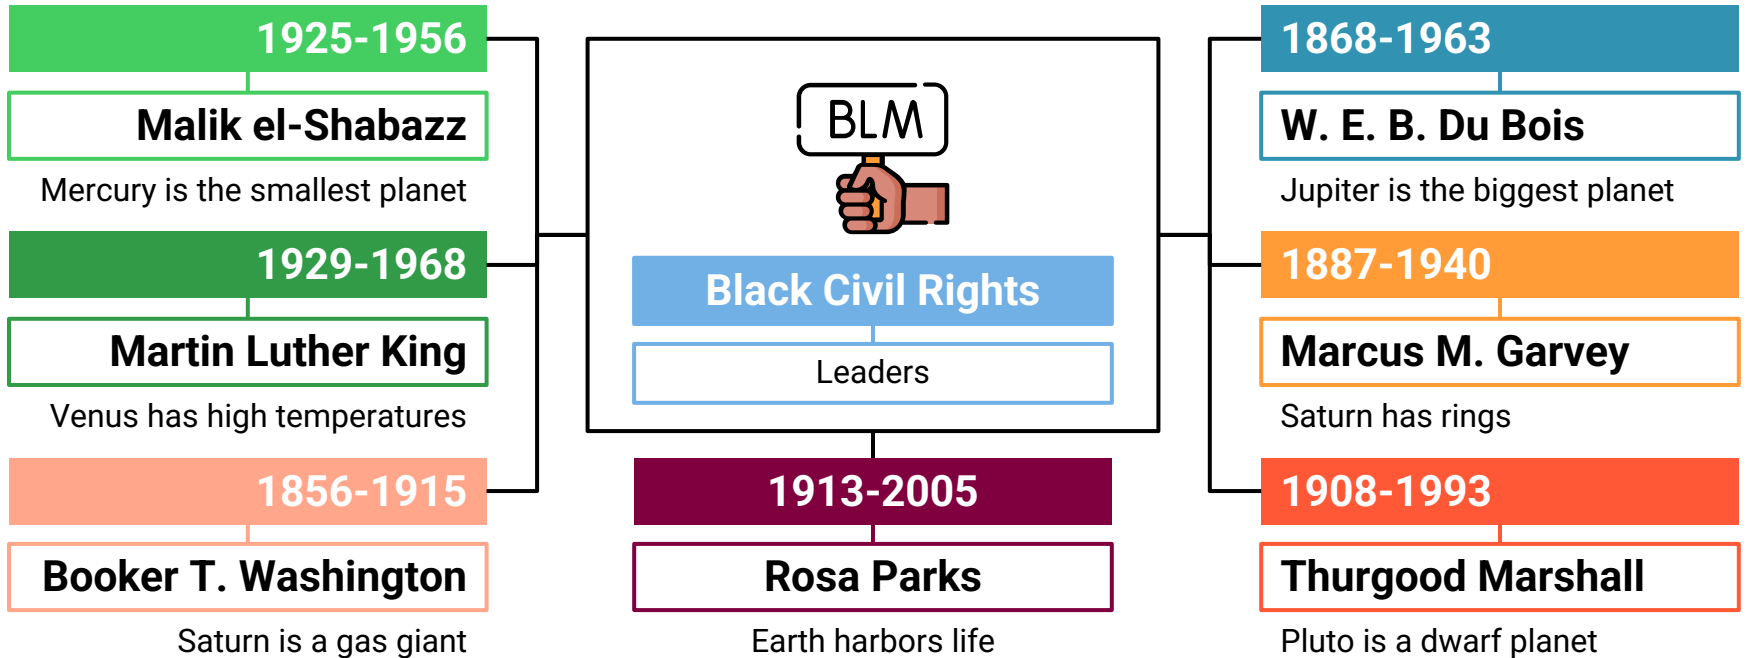 1925-1956
Malik el-Shabazz
Mercury is the smallest planet
1929-1968
Martin Luther King
Venus has high temperatures
1856-1915
Booker T. Washington
Saturn is a gas giant
BLM
Black Civil Rights
Leaders
1913-2005
Rosa Parks
Earth harbors life
1868-1963
W. E. B. Du Bois
Jupiter is the biggest planet
1887-1940
Marcus M. Garvey
Saturn has rings
1908-1993
Thurgood Marshall
Pluto is a dwarf planet